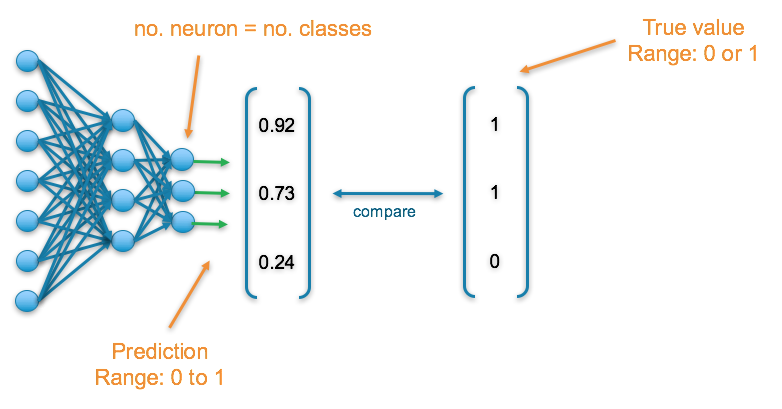 no. neuron = no. classes
True value
Range: 0 or 1
0.92
0.73
0.24
compare
1
1
0
Prediction
Range: 0 to 1